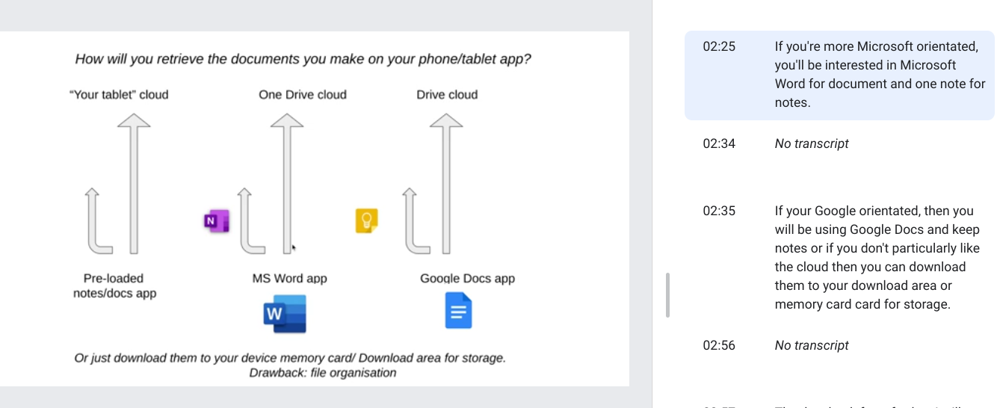 How will you retrieve the documents you make on your phone/tablet app?
“Your tablet” cloud
One Drive cloud
Drive cloud
N
Pre-loaded
notes/docs app
MS Word app
Google Docs app
W
Or just download them to your device memory card/ Download area for storage.
Drawback: file organisation
02:25
If you're more Microsoft orientated,
you'll be interested in Microsoft
Word for document and one note for
notes.
02:34
No transcript
02:35
If your Google orientated, then you
will be using Google Docs and keep
notes or if you don't particularly like
the cloud then you can download
them to your download area or
memory card card for storage.
02:56
No transcript